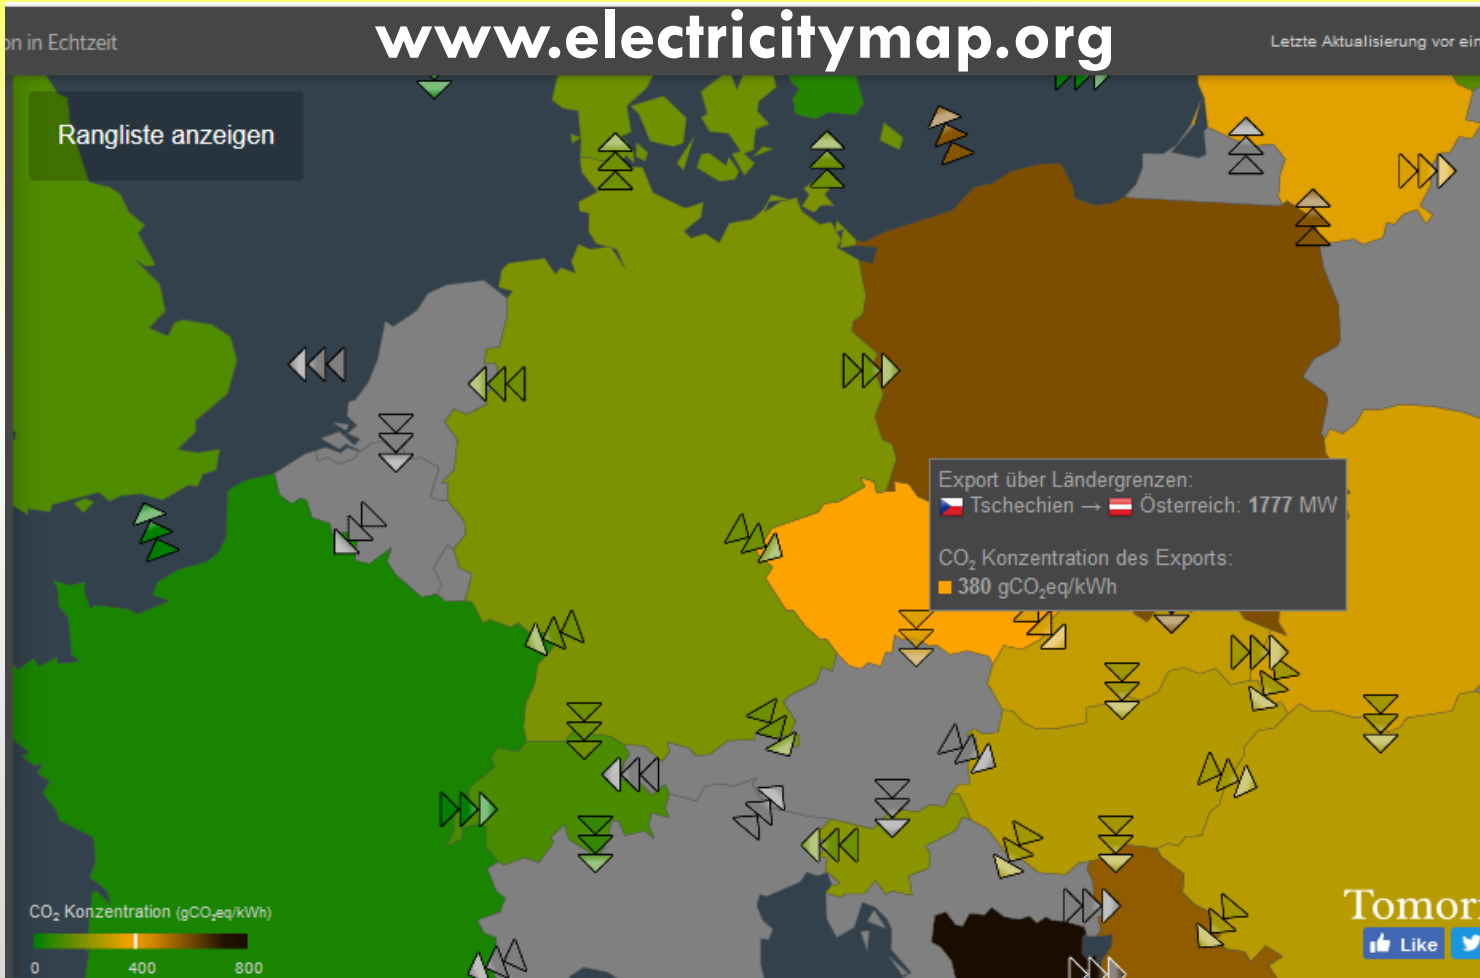 www.electricitymap.org
on in Echtzeit
Letzte Aktualisierung vor ein
Rangliste anzeigen
Export über Ländergrenzen:
Tschechien → Österreich: 1777 MW
CO₂ Konzentration des Exports:
380 gCO₂eq/kWh
CO₂ Konzentration (gCO₂eq/kWh)
0 400 800
Tomor
Like